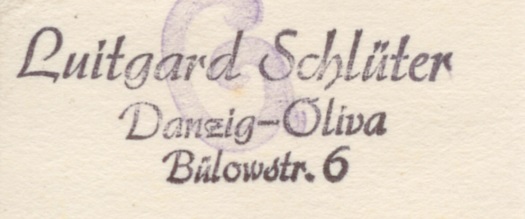 Luitgard Schlüter
Danzig-Oliva
Bülowstr. 6